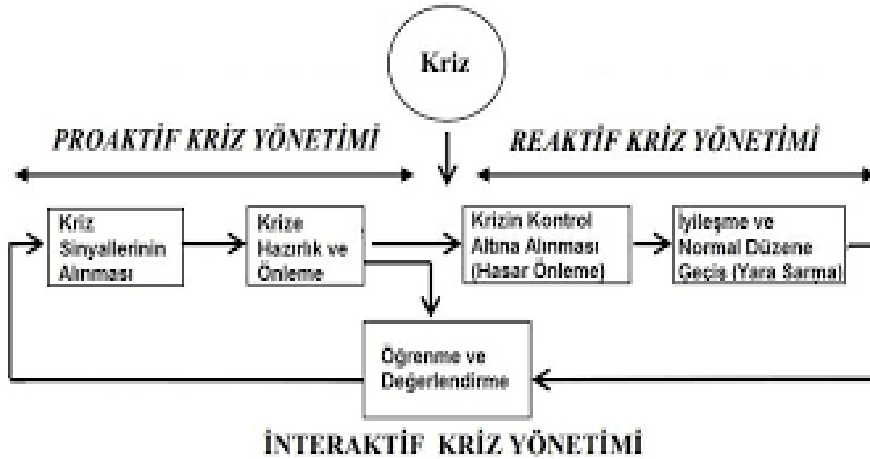 Kriz
PROAKTİF KRİZ YÖNETİMİ
REAKTİF KRİZ YÖNETİMİ
Kriz
Sinyallerinin
Alınması
Krize
Hazırlık ve
Önleme
Krizin Kontrol
Altına Alınması
(Hasar Önleme)
İyileşme ve
Normal Düzene
Geçiş (Yara Sarma)
Öğrenme ve
Değerlendirme
İNTERAKTİF KRİZ YÖNETİMİ